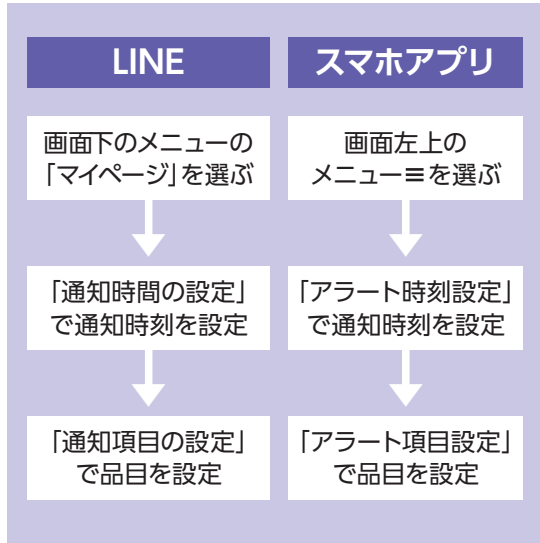 LINE
画面下のメニューの
「マイページ」を選ぶ
「通知時間の設定」
で通知時刻を設定
「通知項目の設定」
で品目を設定
スマホアプリ
画面左上の
メニュー≡を選ぶ
「アラート時刻設定」
で通知時刻を設定
「アラート項目設定」
で品目を設定